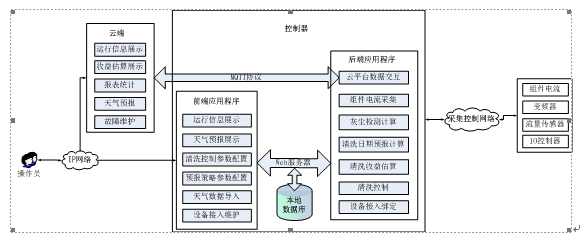 云端
运行信息展示
收益估算展示
报表统计
天气预报
故障维护
操作员
IP网络
控制器
MQTT协议
前端应用程序
运行信息展示
天气预报展示
清洗控制参数配置
预报策略参数配置
天气数据导入
设备接入维护
Web服务器
本地
数据库
后端应用程序
云平台数据交互
组件电流采集
灰尘检测计算
清洗日期预报计算
清洗收益估算
清洗控制
设备接入绑定
采集控制网络
组件电流
变频器
流量传感器
IO控制器